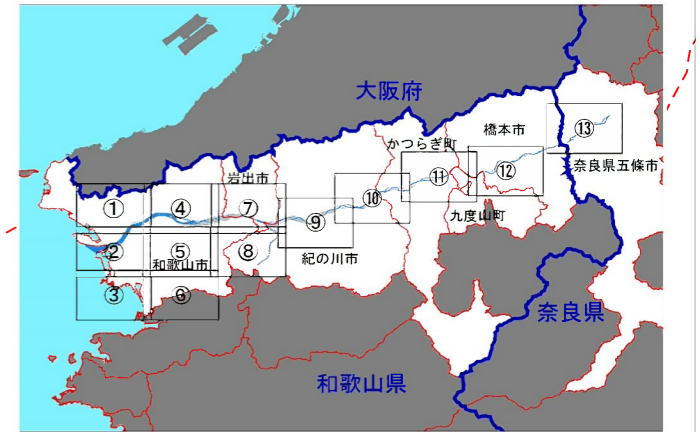 大阪府
橋本市
⑬
かつらぎ町
奈良県五條市
岩出市
⑪
⑫
⑩
①
④
⑦
⑨
九度山町
②
⑤
⑧
紀の川市
和歌山市
③
⑥
奈良県
和歌山県